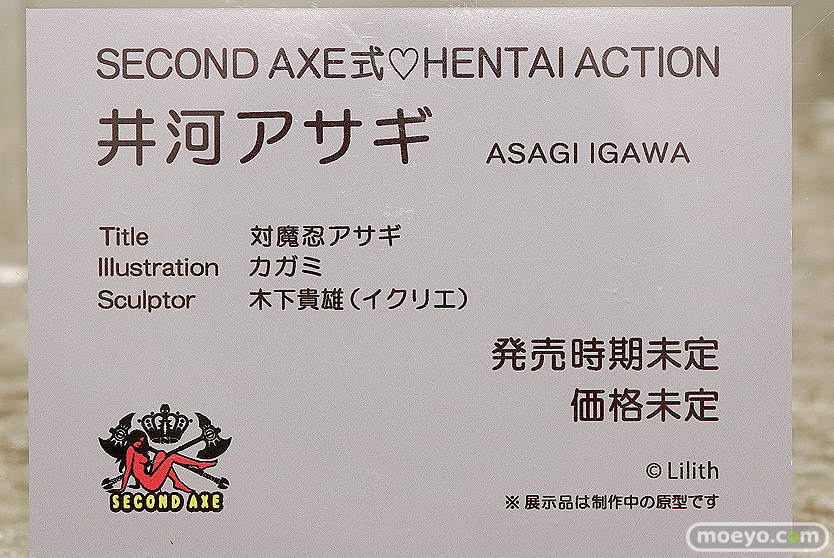 SECOND AXE式♡HENTAI ACTION
井河アサギ ASAGI IGAWA
Title 対魔忍アサギ
Illustration カガミ
Sculptor 木下貴雄(イクリエ)
発売時期未定
価格未定
SECOND AXE
© Lilith
※ 展示品は制作中の原型です
moeyo.com